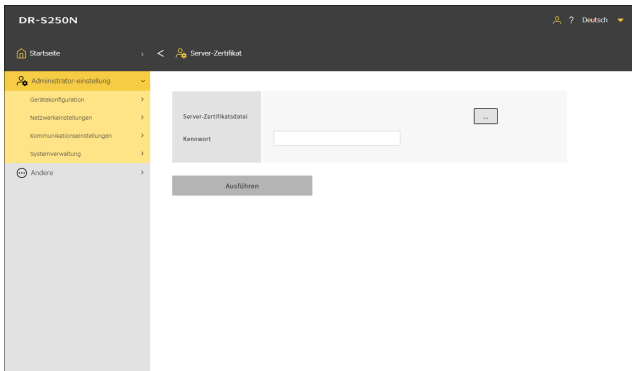 DR-S250N
? Deutsch
Startseite
< Server-Zertifikat
Administrator-einstellung
Gerätekonfiguration
Netzwerkeinstellungen
Kommunikationseinstellungen
Systemverwaltung
Andere
Server-Zertifikatsdatei
...
Kennwort
Ausführen